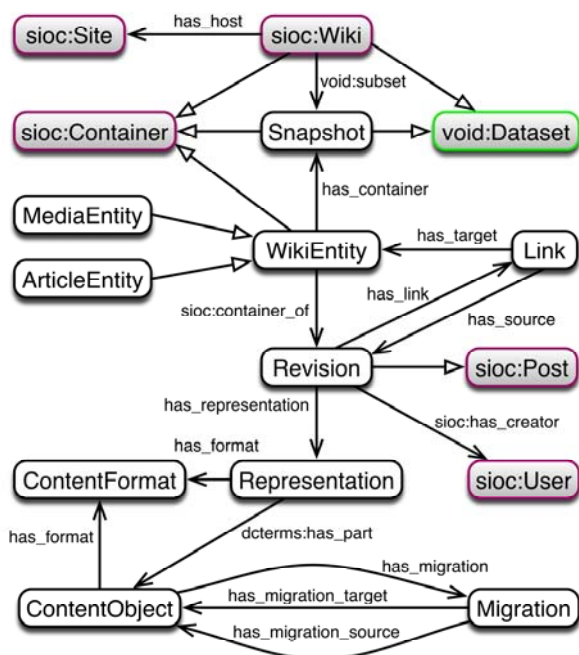 has_host
sioc:Site
sioc:Wiki
void:subset
sioc:Container
Snapshot
void:Dataset
has_container
MediaEntity
WikiEntity
has_target
Link
ArticleEntity
has_link
sioc:container_of
has_source
Revision
sioc:Post
has_representation
sioc:has_creator
has_format
ContentFormat
Representation
sioc:User
has_format
dcterms:has_part
has_migration
ContentObject
has_migration_target
Migration
has_migration_source